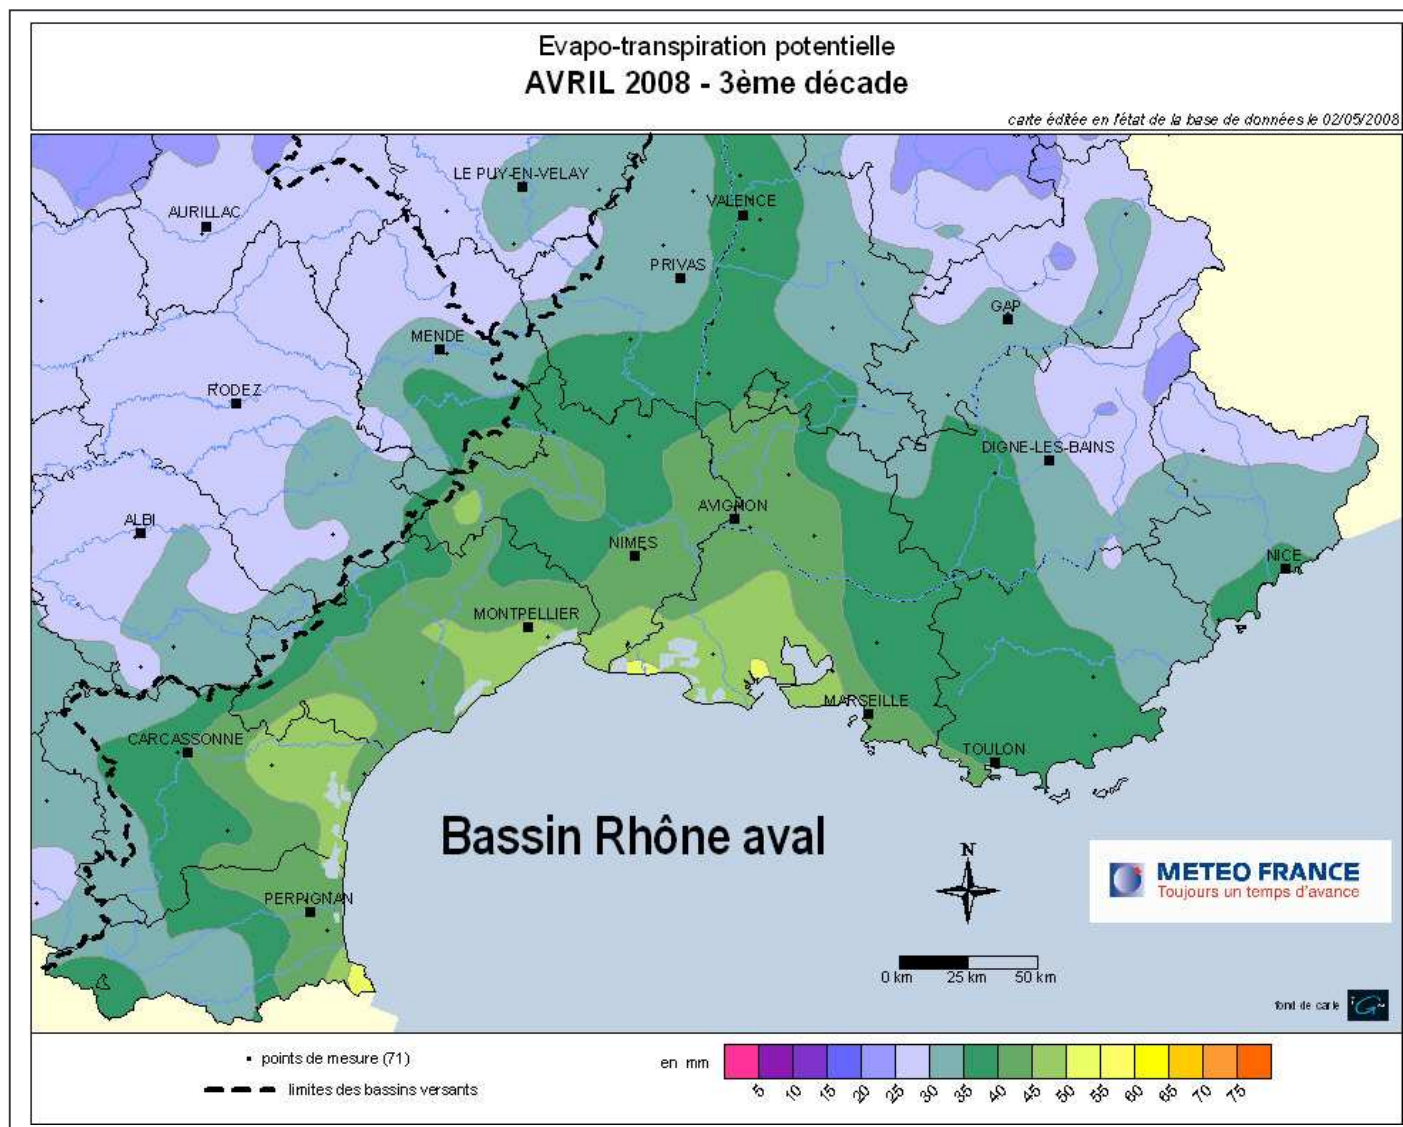 Evapo-transpiration potentielle
AVRIL 2008 - 3ème décade
carte éditée en l'état de la base de données le 02/05/2008
LE PUY-EN-VELAY
AURILLAC
VALENCE
PRIVAS
GAP
MENDE
RODEZ
DIGNE-LES-BAINS
AVIGNON
ALBI
NIMES
NICE
MONTPELLIER
MARSEILLE
CARCASSONNE
TOULON
Bassin Rhône aval
N
METEO FRANCE
Toujours un temps d'avance
PERPIGNAN
0 km 25 km 50 km
fond de carte
points de mesure (71)
en mm
limites des bassins versants
5 10 15 20 25 30 35 40 45 50 55 60 65 70 75